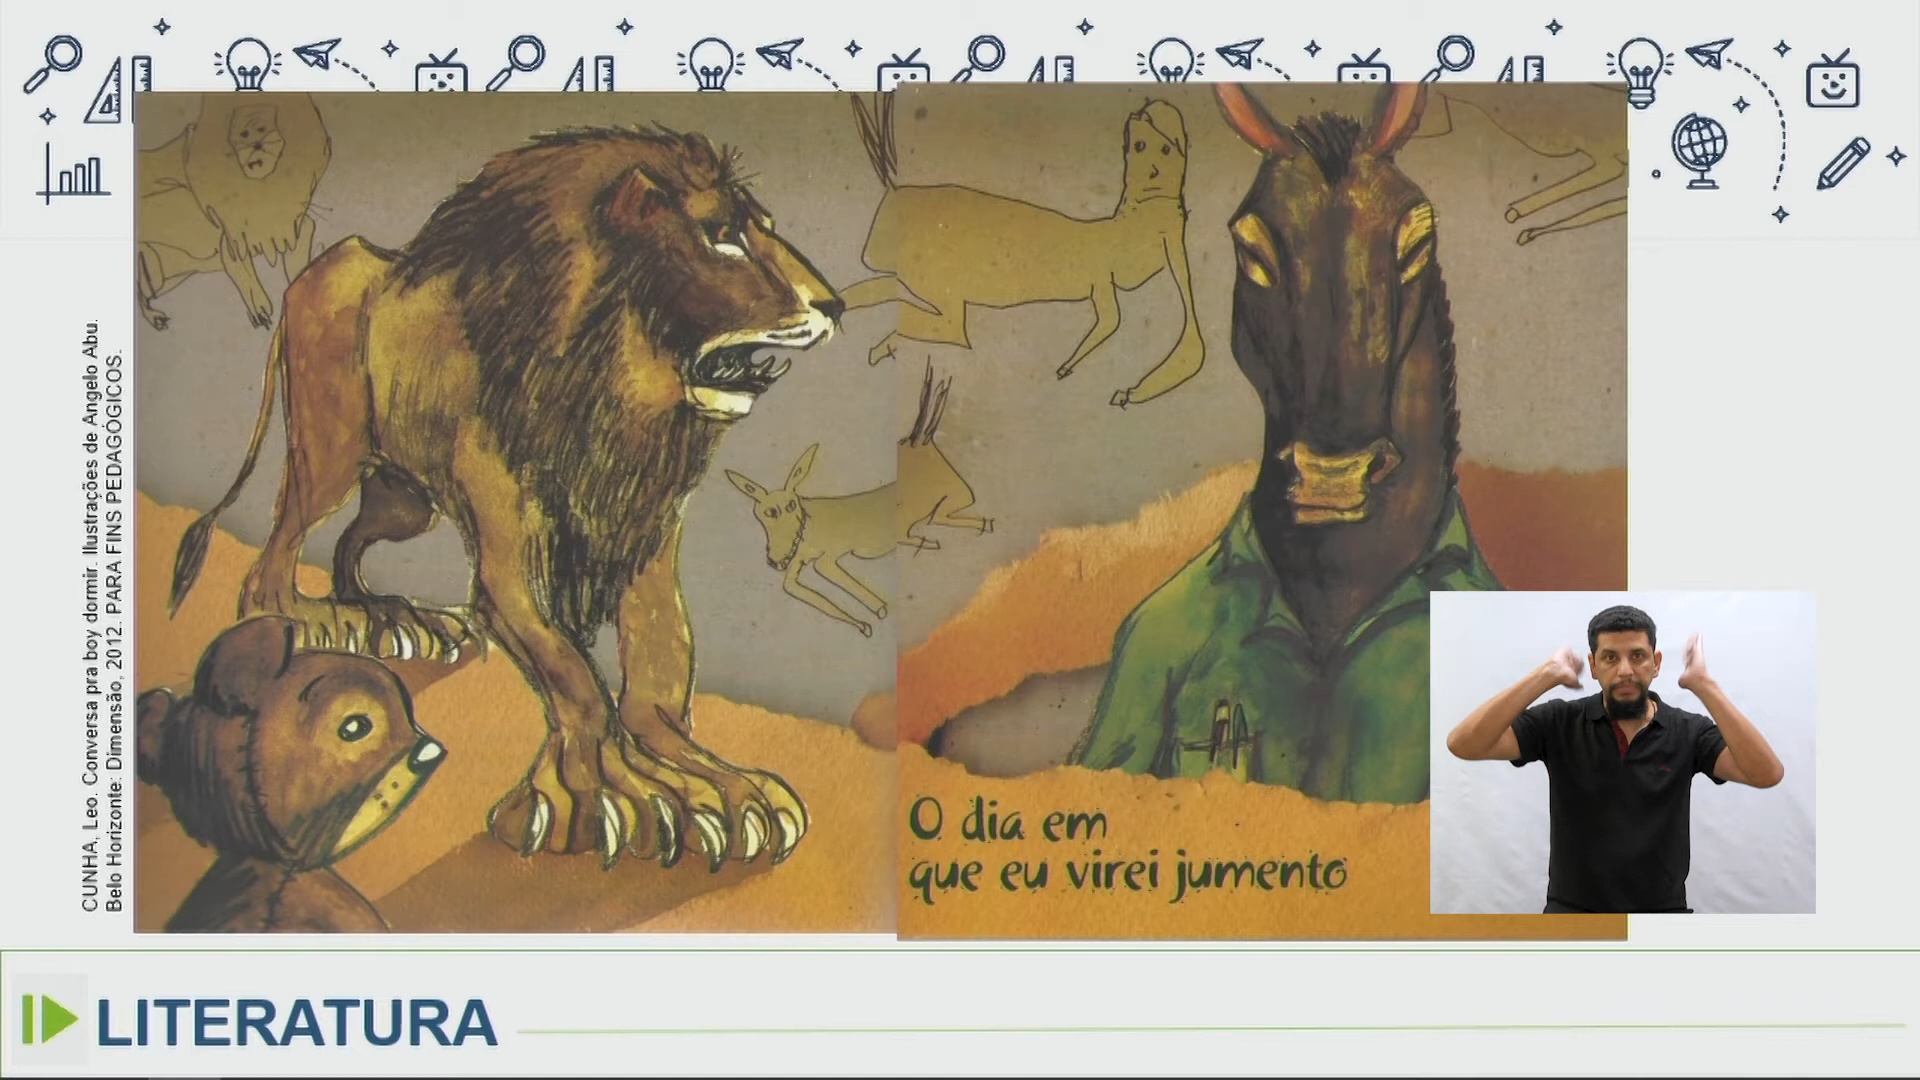 CUNHA, Leo. Conversa pra boy dormir. Ilustrações de Angelo Abu.
Belo Horizonte: Dimensão, 2012. PARA FINS PEDAGÓGICOS.
O dia em
que eu virei jumento
LITERATURA